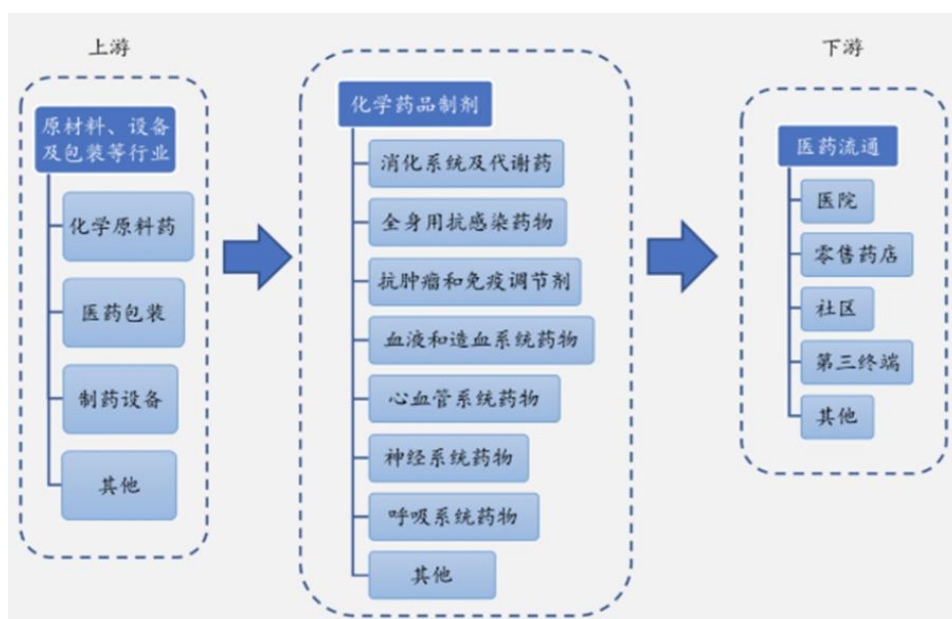 上游
原材料、设备
及包装等行业
化学原料药
医药包装
制药设备
其他
化学药品制剂
消化系统及代谢药
全身用抗感染药物
抗肿瘤和免疫调节剂
血液和造血系统药物
心血管系统药物
神经系统药物
呼吸系统药物
其他
下游
医药流通
医院
零售药店
社区
第三终端
其他